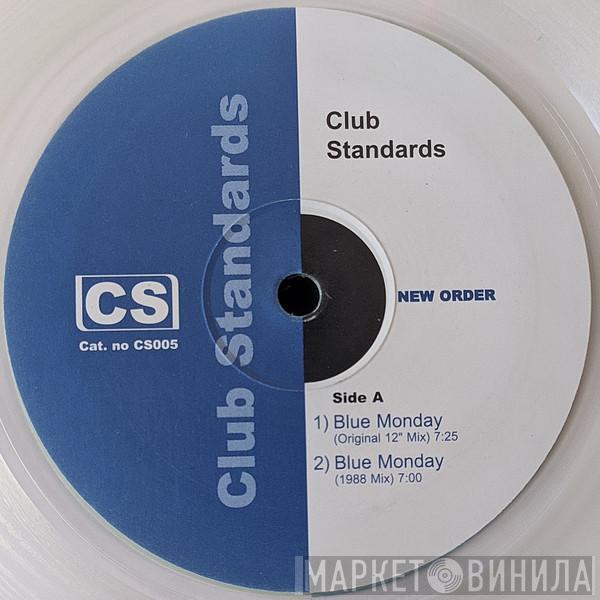 Club Standards
CS
Cat. no CS005
Club
Standards
NEW ORDER
Side A
1) Blue Monday
(Original 12" Mix) 7:25
2) Blue Monday
(1988 Mix) 7:00
МАРКЕТ ВИНИЛА